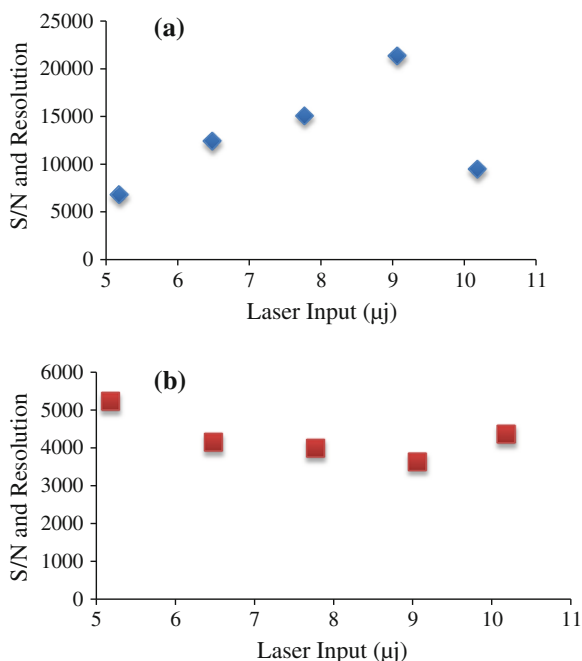 (a)
S/N and Resolution
25000
20000
15000
10000
5000
0
5 6 7 8 9 10 11
Laser Input (µj)
(b)
S/N and Resolution
6000
5000
4000
3000
2000
1000
0
5 6 7 8 9 10 11
Laser Input (µj)